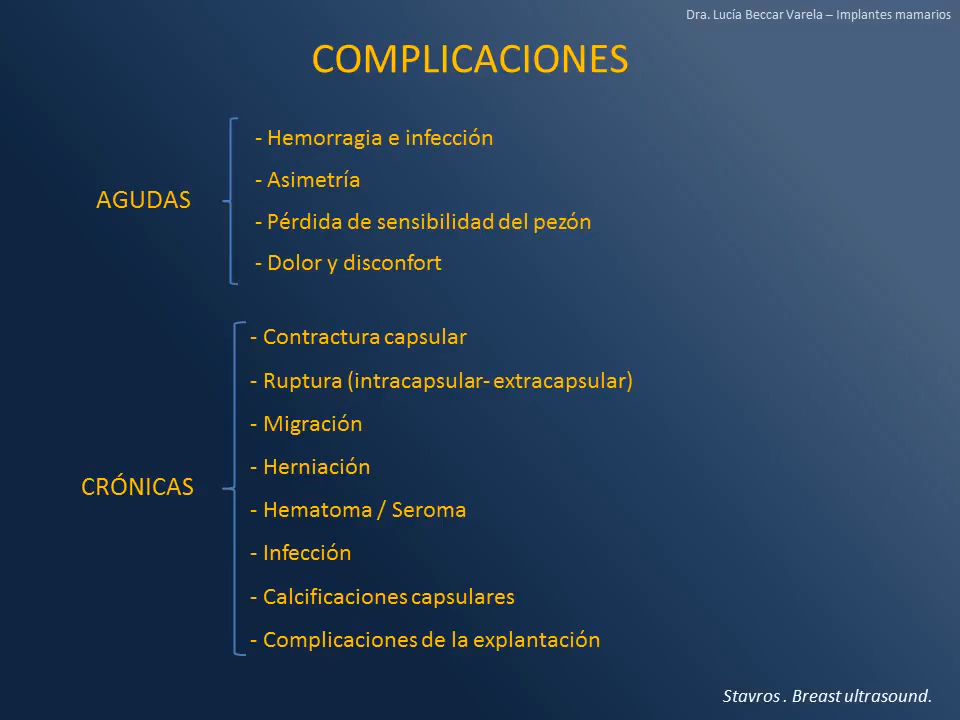 Dra. Lucía Beccar Varela – Implantes mamarios
COMPLICACIONES
AGUDAS
- Hemorragia e infección
- Asimetría
- Pérdida de sensibilidad del pezón
- Dolor y disconfort
CRÓNICAS
- Contractura capsular
- Ruptura (intracapsular- extracapsular)
- Migración
- Herniación
- Hematoma / Seroma
- Infección
- Calcificaciones capsulares
- Complicaciones de la explantación
Stavros . Breast ultrasound.